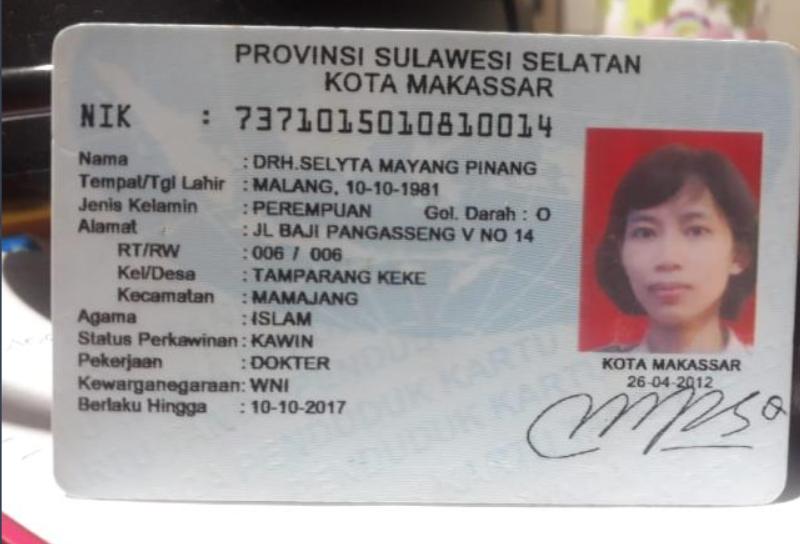 PROVINSI SULAWESI SELATAN
KOTA MAKASSAR
NIK : 7371015010810014
Nama : DRH.SELYTA MAYANG PINANG
Tempat/Tgl Lahir : MALANG, 10-10-1981
Jenis Kelamin : PEREMPUAN Gol. Darah : O
Alamat : JL BAJI PANGASSENG V NO 14
RT/RW : 006 / 006
Kel/Desa : TAMPARANG KEKE
Kecamatan : MAMAJANG
Agama : ISLAM
Status Perkawinan : KAWIN
Pekerjaan : DOKTER
Kewarganegaraan : WNI
Berlaku Hingga : 10-10-2017
KOTA MAKASSAR
26-04-2012